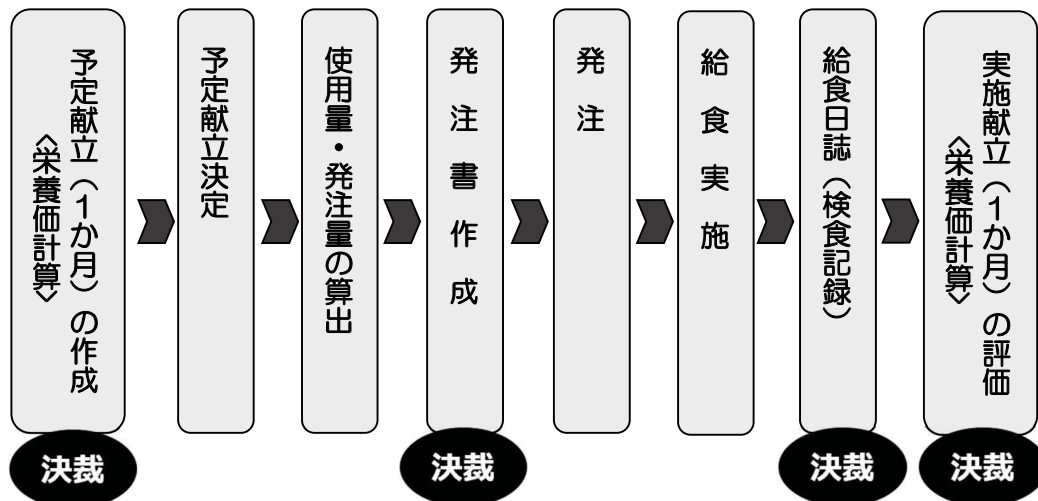 予定献立（１か月）の作成
<栄養価計算>
予定献立決定
使用量・発注量の算出
発注書作成
発注
給食実施
給食日誌（検食記録）
実施献立（１か月）の評価
<栄養価計算>
決裁
決裁
決裁
決裁